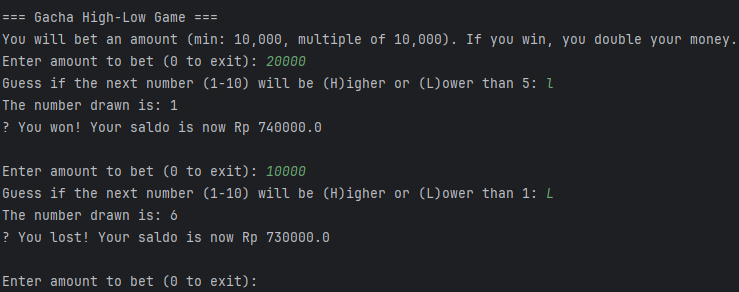 === Gacha High-Low Game ===
You will bet an amount (min: 10,000, multiple of 10,000). If you win, you double your money.
Enter amount to bet (0 to exit): 20000
Guess if the next number (1-10) will be (H)igher or (L)ower than 5: l
The number drawn is: 1
? You won! Your saldo is now Rp 740000.0
Enter amount to bet (0 to exit): 10000
Guess if the next number (1-10) will be (H)igher or (L)ower than 1: L
The number drawn is: 6
? You lost! Your saldo is now Rp 730000.0
Enter amount to bet (0 to exit):